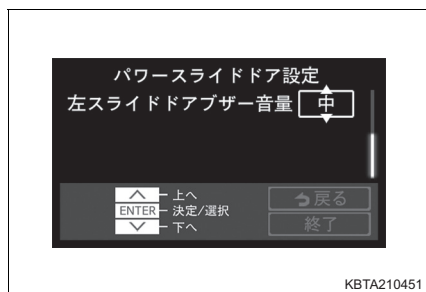 パワースライドドア設定
左スライドドアブザー音量 中
上へ
ENTER 決定/選択
下へ
戻る
終了
KBTA210451